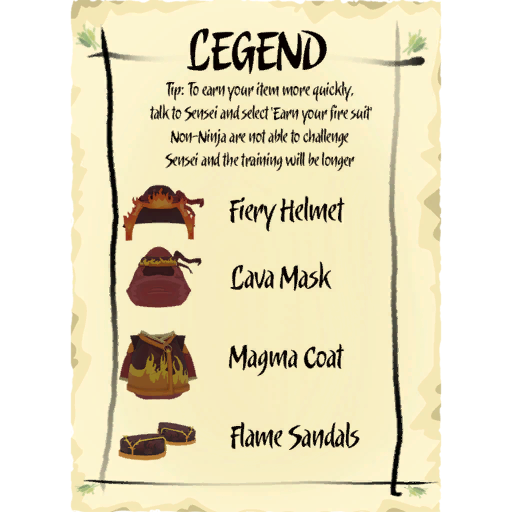 LEGEND
Tip: To earn your item more quickly,
talk to Sensei and select 'Earn your fire suit'
Non-Ninja are not able to challenge
Sensei and the training will be longer
Fiery Helmet
Lava Mask
Magma Coat
Flame Sandals